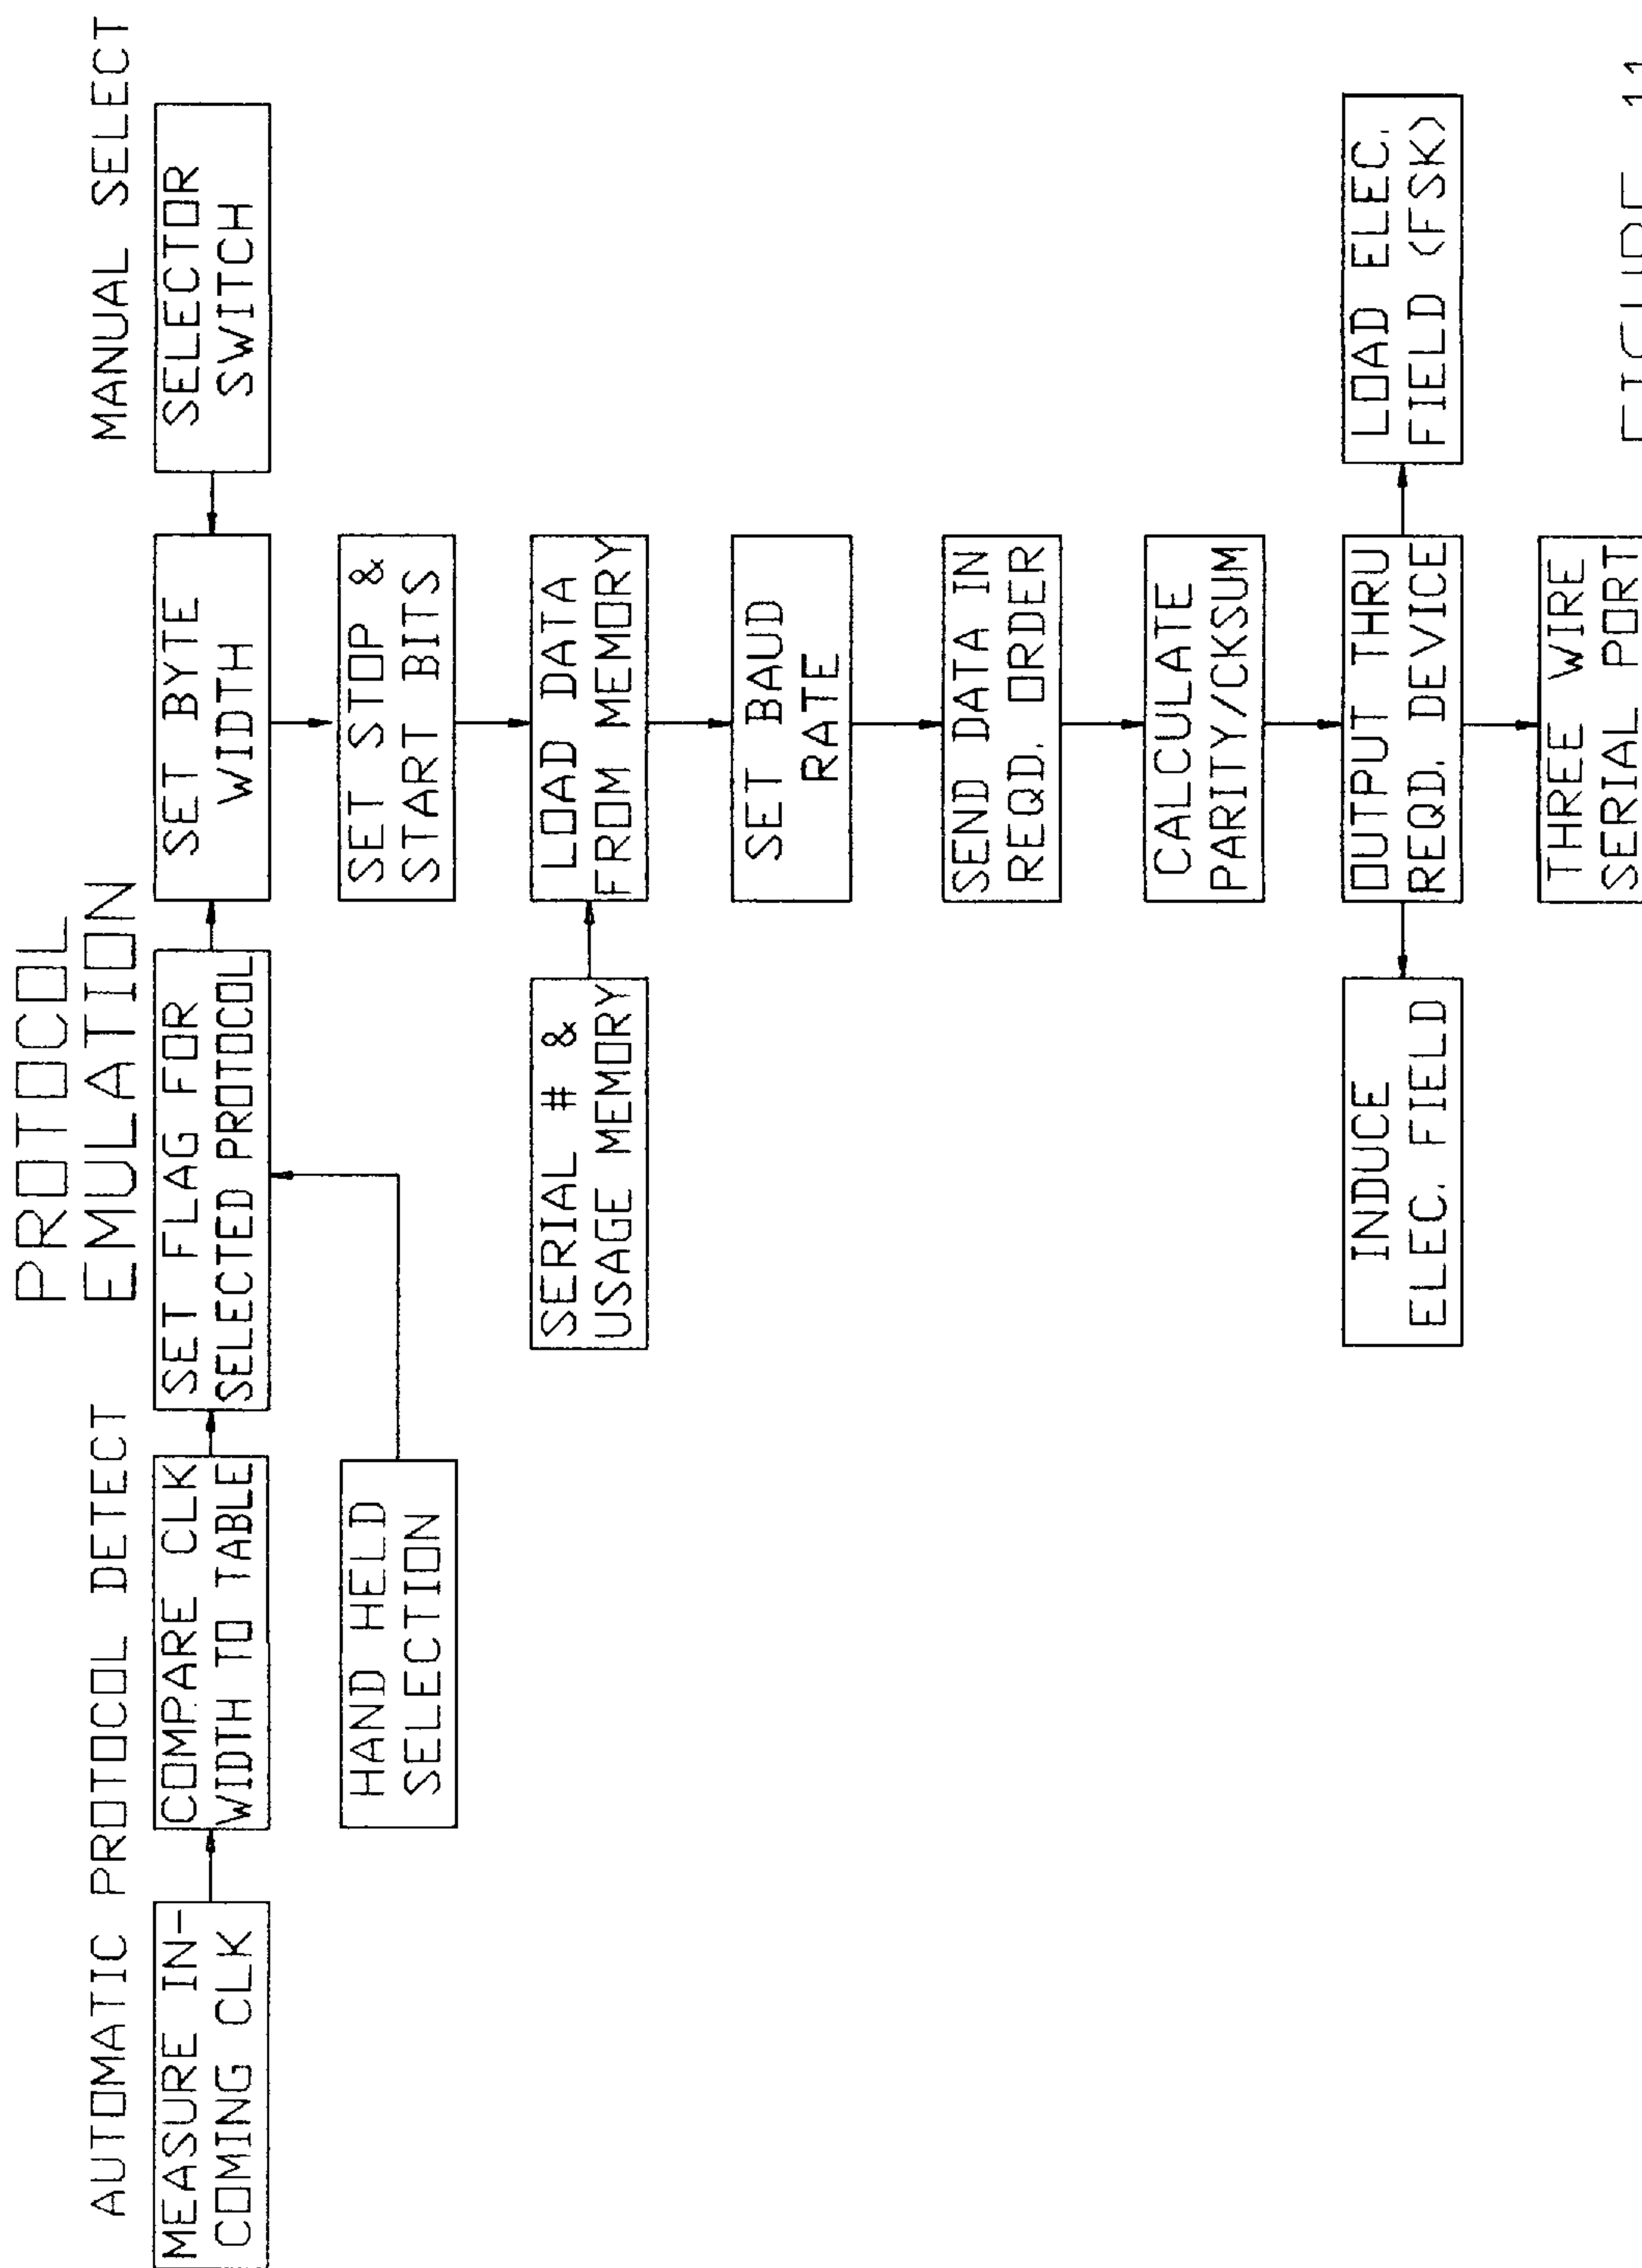 PROTOCOL
EMULATION
AUTOMATIC PROTOCOL DETECT
MANUAL SELECT
MEASURE IN-
COMING CLK
COMPARE CLK
WIDTH TO TABLE
SET FLAG FOR
SELECTED PROTOCOL
SET BYTE
WIDTH
SELECTOR
SWITCH
HAND HELD
SELECTION
SET STOP &
START BITS
SERIAL # &
USAGE MEMORY
LOAD DATA
FROM MEMORY
SET BAUD
RATE
SEND DATA IN
REQD. ORDER
CALCULATE
PARITY/CKSUM
INDUCE
ELEC. FIELD
OUTPUT THRU
REQD. DEVICE
LOAD ELEC.
FIELD (FSK)
THREE WIRE
SERIAL PORT
FIGURE 11